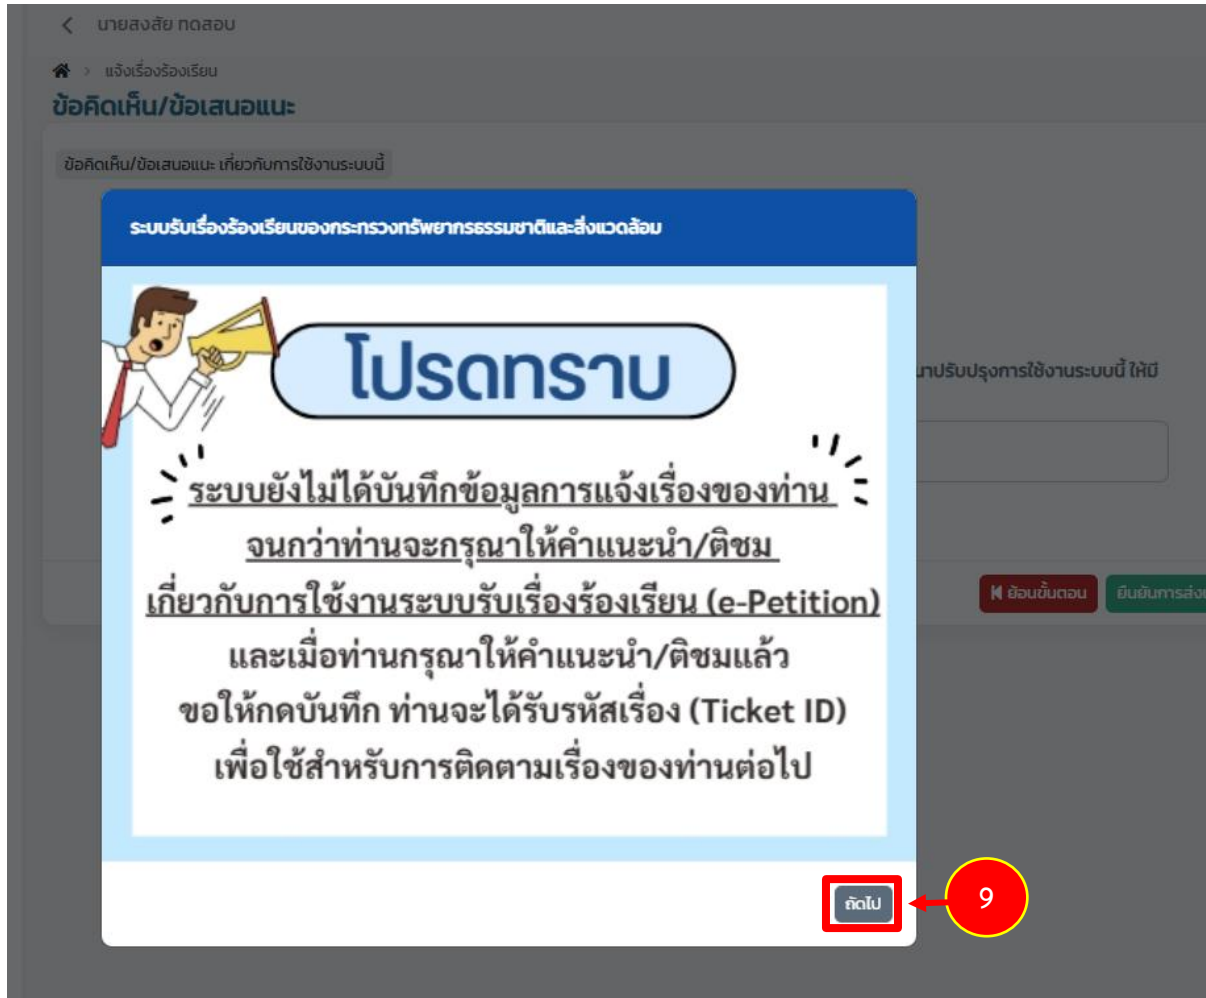 นายสงสัย ทดสอบ
แจ้งเรื่องร้องเรียน
ข้อคิดเห็น/ข้อเสนอแนะ
ข้อคิดเห็น/ข้อเสนอแนะ เกี่ยวกับการใช้งานระบบนี้
ระบบรับเรื่องร้องเรียนของกระทรวงทรัพยากรธรรมชาติและสิ่งแวดล้อม
โปรดทราบ
ระบบยังไม่ได้บันทึกข้อมูลการแจ้งเรื่องของท่าน
จนกว่าท่านจะกรุณาให้คำแนะนำ/ติชม
เกี่ยวกับการใช้งานระบบรับเรื่องร้องเรียน (e-Petition)
และเมื่อท่านกรุณาให้คำแนะนำ/ติชมแล้ว
ขอให้กดบันทึก ท่านจะได้รับรหัสเรื่อง (Ticket ID)
เพื่อใช้สำหรับการติดตามเรื่องของท่านต่อไป
มาปรับปรุงการใช้งานระบบนี้ ให้มี
ย้อนขั้นตอน
ยืนยันการส่ง
ถัดไป
9